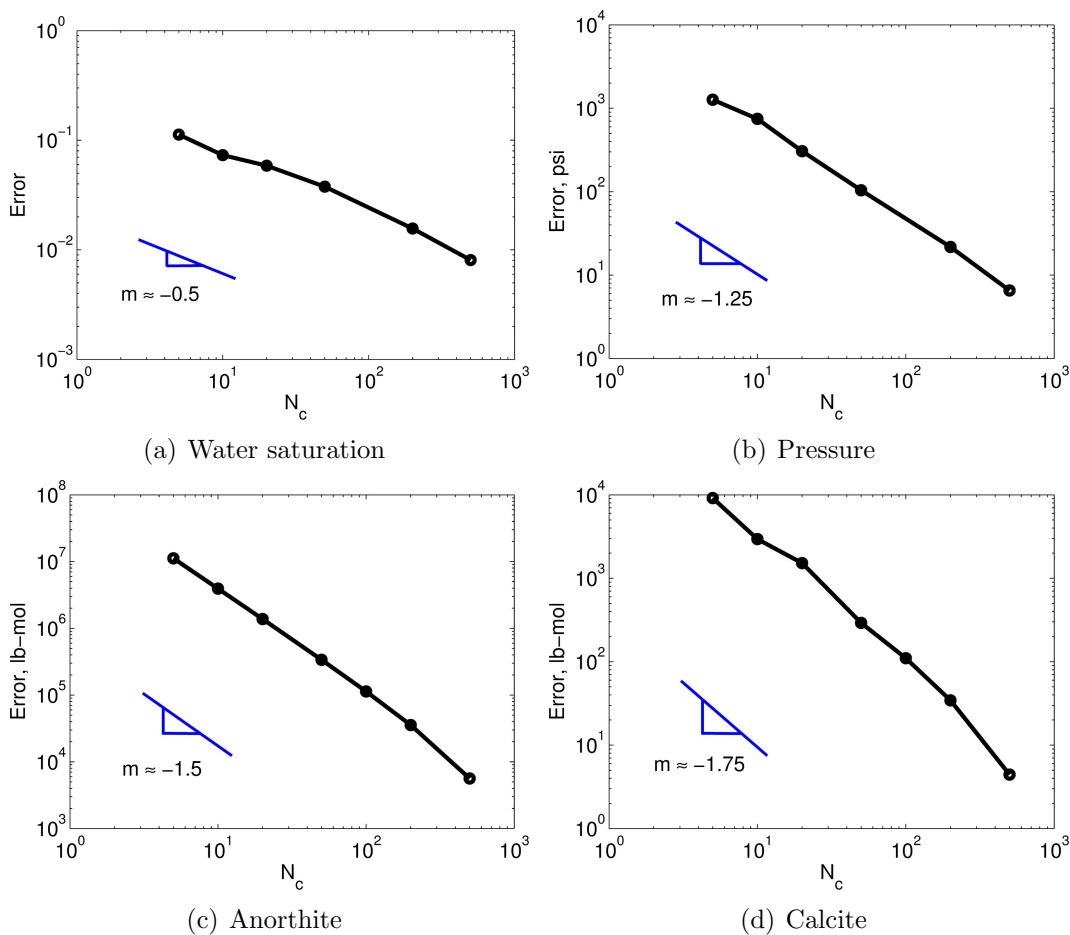 10^0
10^-1
10^-2
10^-3
Error
m ≈ −0.5
10^0 10^1 10^2 10^3
N_c
(a) Water saturation
10^4
10^3
10^2
10^1
10^0
Error, psi
m ≈ −1.25
10^0 10^1 10^2 10^3
N_c
(b) Pressure
10^8
10^7
10^6
10^5
10^4
10^3
Error, lb−mol
m ≈ −1.5
10^0 10^1 10^2 10^3
N_c
(c) Anorthite
10^4
10^3
10^2
10^1
10^0
Error, lb−mol
m ≈ −1.75
10^0 10^1 10^2 10^3
N_c
(d) Calcite